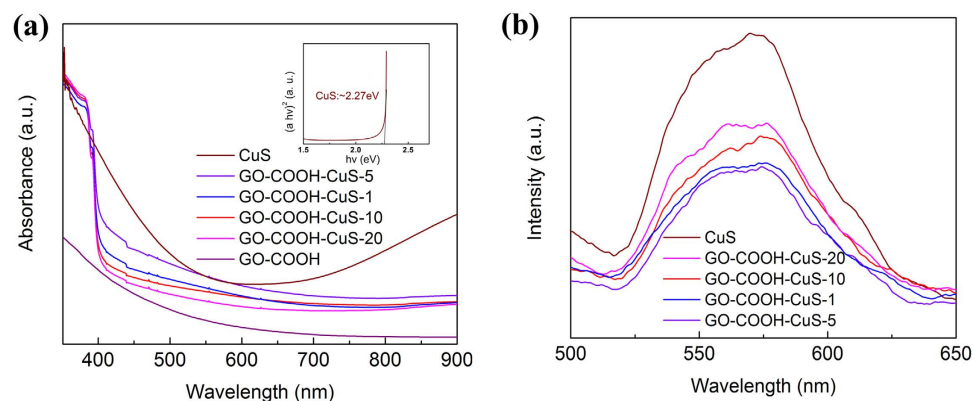 (a)
Absorbance (a.u.)
(a hv)² (a. u.)
CuS:~2.27eV
1.5 2.0 2.5
hv (eV)
CuS
GO-COOH-CuS-5
GO-COOH-CuS-1
GO-COOH-CuS-10
GO-COOH-CuS-20
GO-COOH
400 500 600 700 800 900
Wavelength (nm)
(b)
Intensity (a.u.)
CuS
GO-COOH-CuS-20
GO-COOH-CuS-10
GO-COOH-CuS-1
GO-COOH-CuS-5
500 550 600 650
Wavelength (nm)